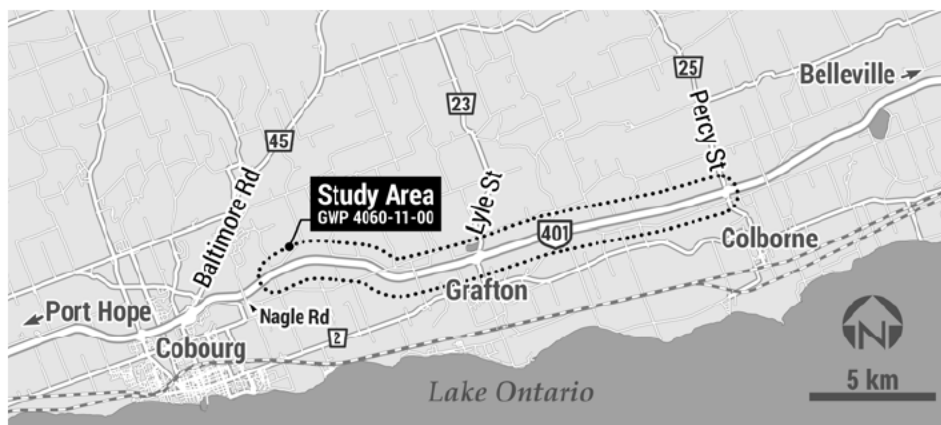 25
Belleville
23
Percy St
45
Study Area
GWP 4060-11-00
Lyle St
Baltimore Rd
401
Colborne
Grafton
Port Hope
Nagle Rd
2
N
Cobourg
5 km
Lake Ontario